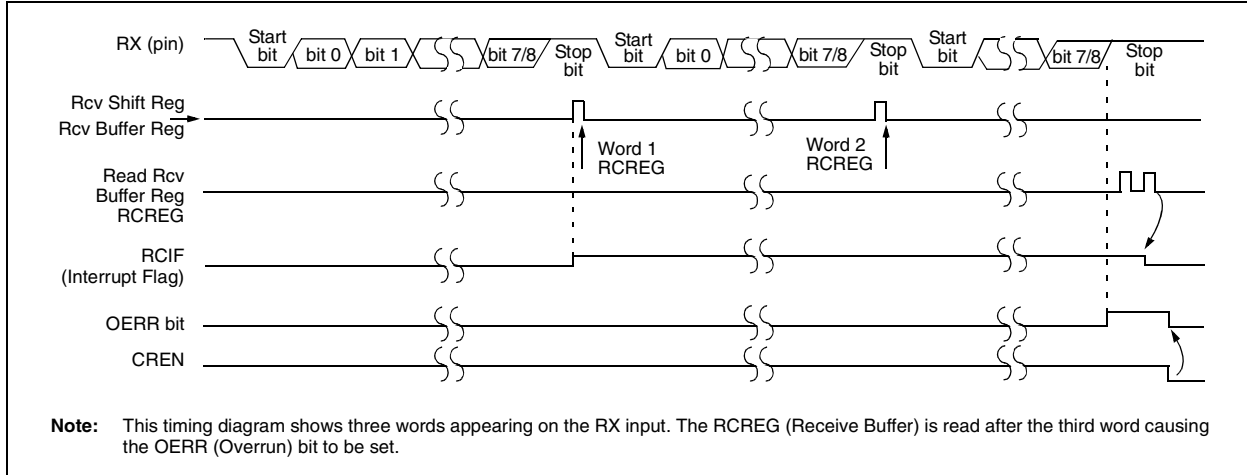 RX (pin)
Start bit
bit 0
bit 1
bit 7/8
Stop bit
Start bit
bit 0
bit 7/8
Stop bit
Start bit
bit 7/8
Stop bit
Rcv Shift Reg
Rcv Buffer Reg
Word 1
RCREG
Word 2
RCREG
Read Rcv
Buffer Reg
RCREG
RCIF
(Interrupt Flag)
OERR bit
CREN
Note: This timing diagram shows three words appearing on the RX input. The RCREG (Receive Buffer) is read after the third word causing
the OERR (Overrun) bit to be set.